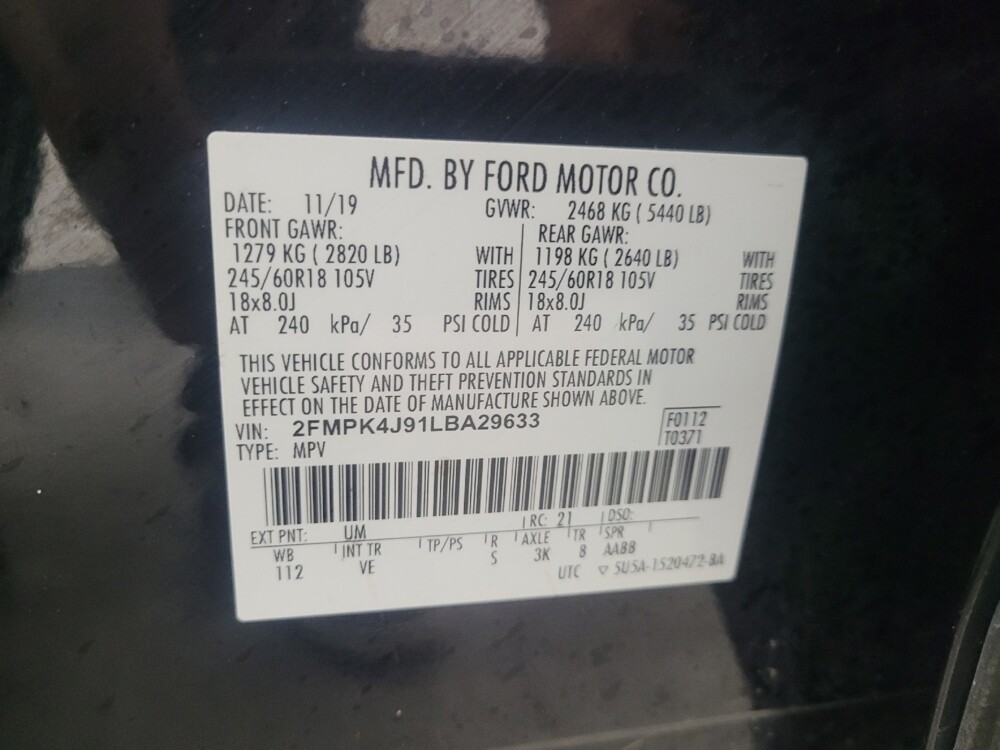 MFD. BY FORD MOTOR CO.
DATE: 11/19 GVWR: 2468 KG ( 5440 LB)
FRONT GAWR: REAR GAWR:
1279 KG ( 2820 LB) WITH 1198 KG ( 2640 LB) WITH
245/60R18 105V TIRES 245/60R18 105V TIRES
18x8.0J RIMS 18x8.0J RIMS
AT 240 kPa/ 35 PSI COLD AT 240 kPa/ 35 PSI COLD
THIS VEHICLE CONFORMS TO ALL APPLICABLE FEDERAL MOTOR
VEHICLE SAFETY AND THEFT PREVENTION STANDARDS IN
EFFECT ON THE DATE OF MANUFACTURE SHOWN ABOVE.
VIN: 2FMPK4J91LBA29633 F0112
TYPE: MPV T0371
EXT PNT: UM RC: 21 DSO:
WB INT TR TP/PS R AXLE TR SPR
112 VE S 3K 8 AABB
UTC ▽ 5U5A-1520472-BA